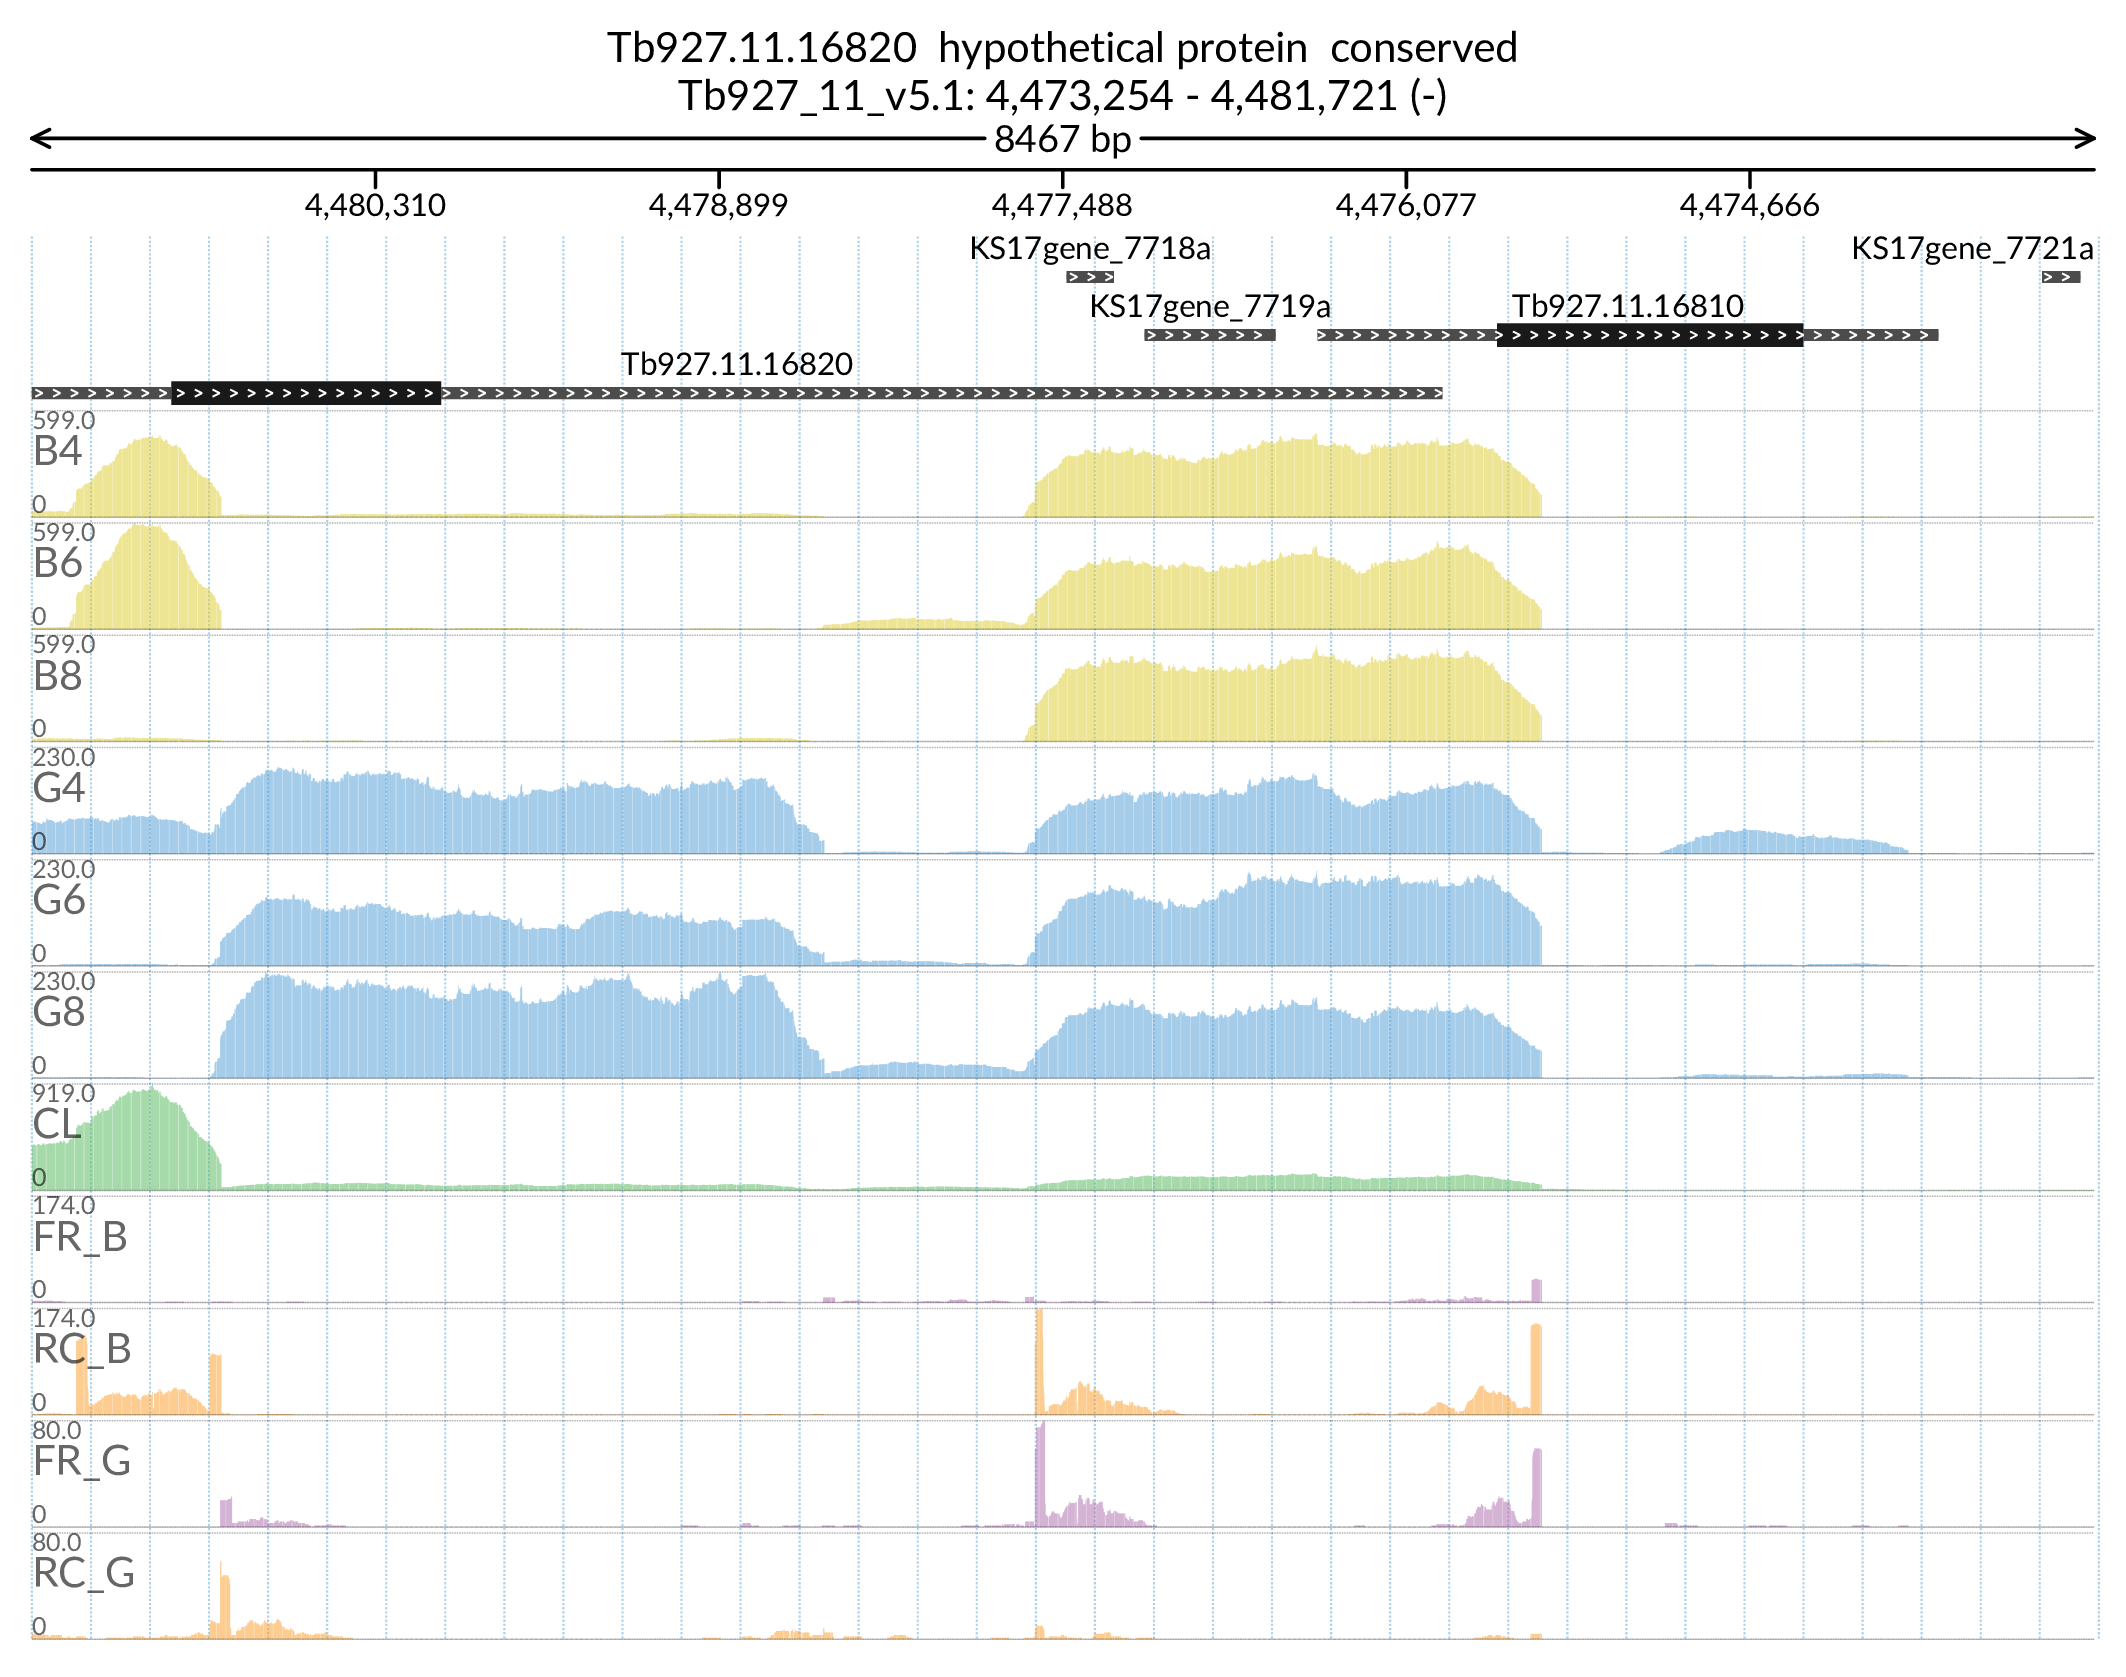 Tb927.11.16820 hypothetical protein conserved
Tb927_11_v5.1: 4,473,254 - 4,481,721 (-)
8467 bp
4,480,310 4,478,899 4,477,488 4,476,077 4,474,666
KS17gene_7718a KS17gene_7721a
KS17gene_7719a Tb927.11.16810
Tb927.11.16820
599.0
B4
0
599.0
B6
0
599.0
B8
0
230.0
G4
0
230.0
G6
0
230.0
G8
0
919.0
CL
0
174.0
FR_B
0
174.0
RC_B
0
80.0
FR_G
0
80.0
RC_G
0